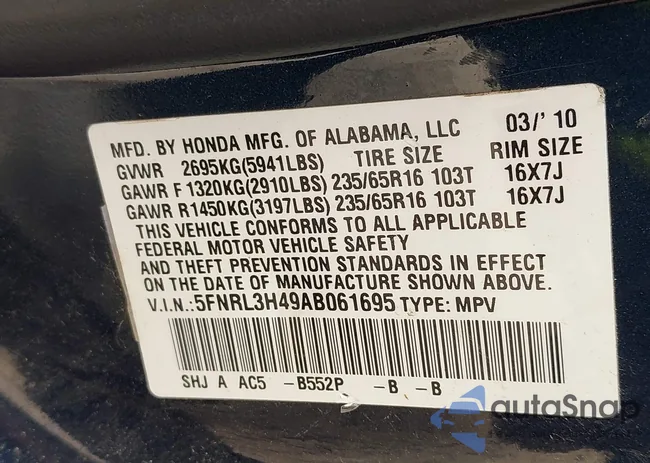 MFD. BY HONDA MFG. OF ALABAMA, LLC 03/'10
GVWR 2695KG(5941LBS) TIRE SIZE RIM SIZE
GAWR F 1320KG(2910LBS) 235/65R16 103T 16X7J
GAWR R1450KG(3197LBS) 235/65R16 103T 16X7J
THIS VEHICLE CONFORMS TO ALL APPLICABLE
FEDERAL MOTOR VEHICLE SAFETY
AND THEFT PREVENTION STANDARDS IN EFFECT
ON THE DATE OF MANUFACTURE SHOWN ABOVE.
V.I.N.:5FNRL3H49AB061695 TYPE: MPV
SHJ A AC5 -B552P -B -B
autoSnap